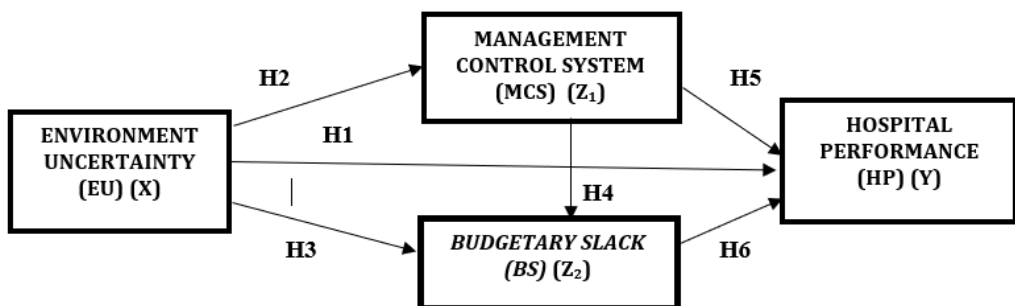 MANAGEMENT
CONTROL SYSTEM
(MCS) (Z₁)
H2
H5
ENVIRONMENT
UNCERTAINTY
(EU) (X)
H1
HOSPITAL
PERFORMANCE
(HP) (Y)
H4
H3
BUDGETARY SLACK
(BS) (Z₂)
H6